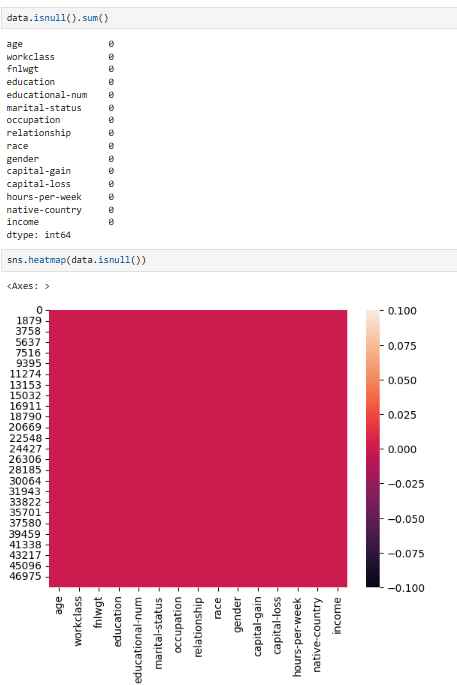 data.isnull().sum()
age 0
workclass 0
fnlwgt 0
education 0
educational-num 0
marital-status 0
occupation 0
relationship 0
race 0
gender 0
capital-gain 0
capital-loss 0
hours-per-week 0
native-country 0
income 0
dtype: int64
sns.heatmap(data.isnull())
<Axes: >
0
1879
3758
5637
7516
9395
11274
13153
15032
16911
18790
20669
22548
24427
26306
28185
30064
31943
33822
35701
37580
39459
41338
43217
45096
46975
age
workclass
fnlwgt
education
educational-num
marital-status
occupation
relationship
race
gender
capital-gain
capital-loss
hours-per-week
native-country
income
0.100
0.075
0.050
0.025
0.000
−0.025
−0.050
−0.075
−0.100